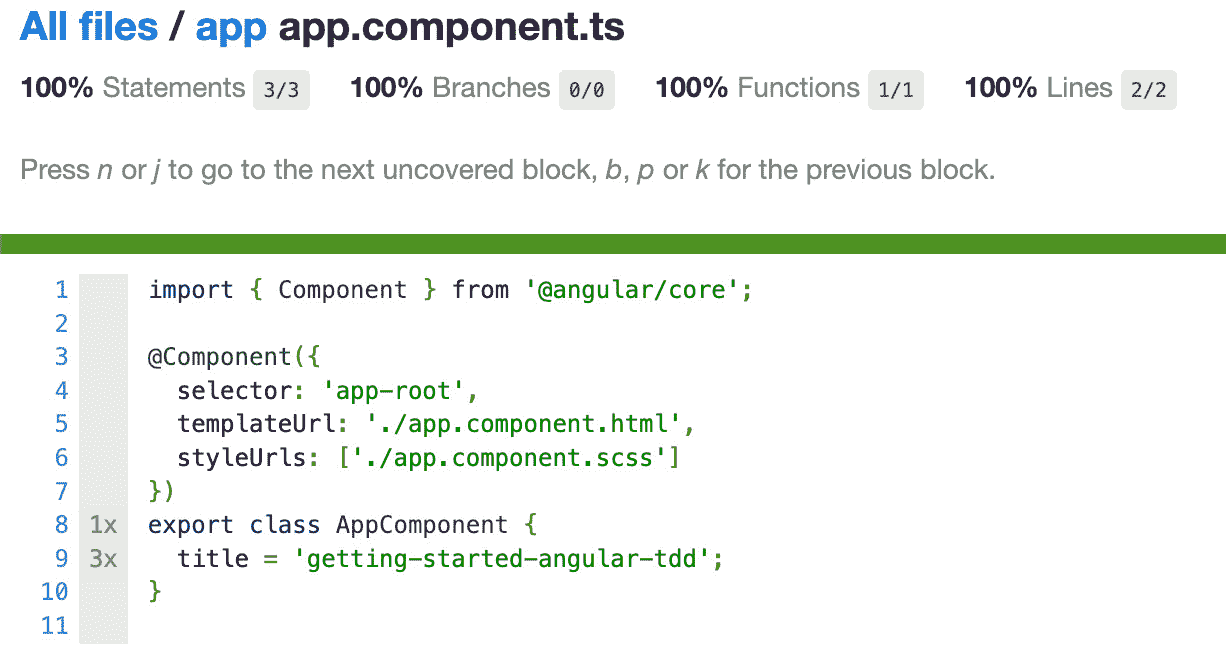 All files / app app.component.ts
100% Statements 3/3 100% Branches 0/0 100% Functions 1/1 100% Lines 2/2
Press n or j to go to the next uncovered block, b, p or k for the previous block.
1 import { Component } from '@angular/core';
2
3 @Component({
4   selector: 'app-root',
5   templateUrl: './app.component.html',
6   styleUrls: ['./app.component.scss']
7 })
8 1x export class AppComponent {
9 3x   title = 'getting-started-angular-tdd';
10 }
11